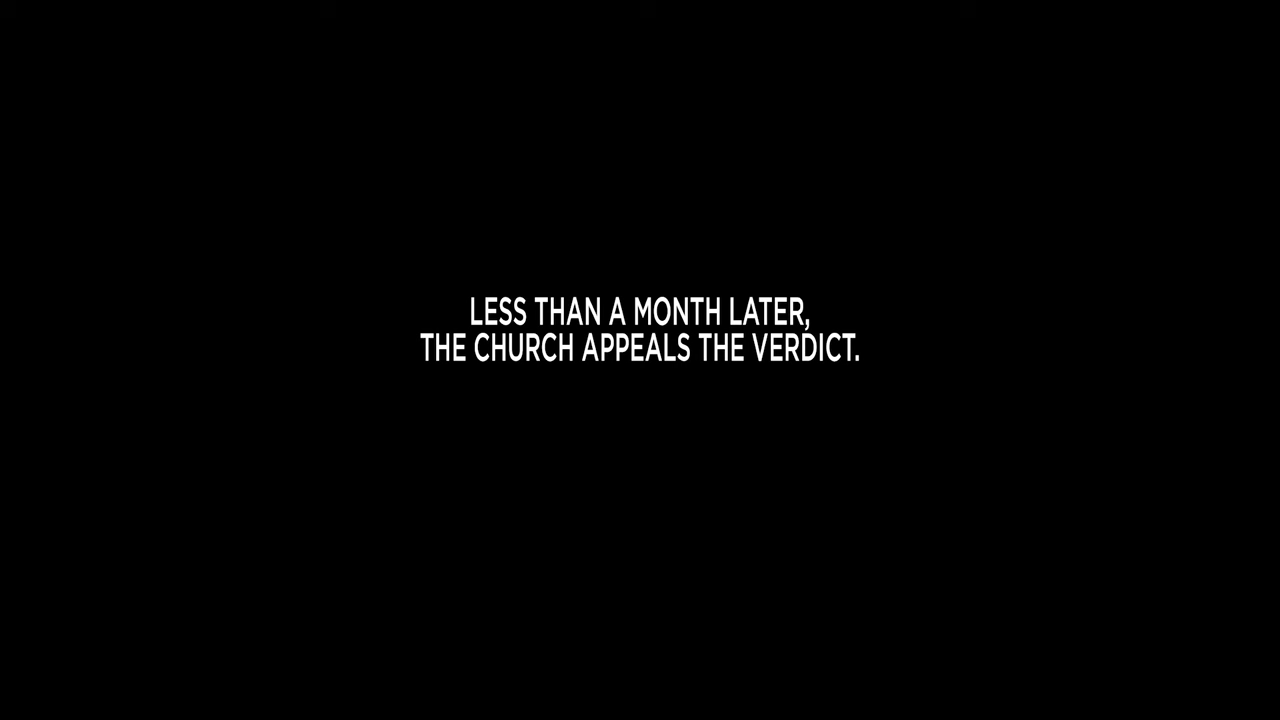 LESS THAN A MONTH LATER,
THE CHURCH APPEALS THE VERDICT.